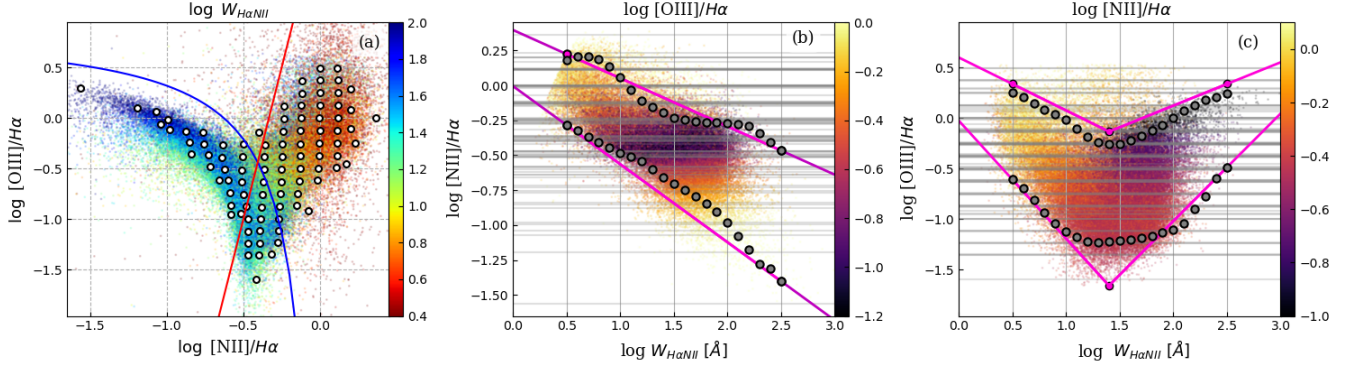 log W_{HαNII}
(a)
log [OIII]/Hα
0.5
0.0
−0.5
−1.0
−1.5
−1.5 −1.0 −0.5 0.0
log [NII]/Hα
2.0
1.8
1.6
1.4
1.2
1.0
0.8
0.6
0.4
log [OIII]/Hα
(b)
log [NII]/Hα
0.25
0.00
−0.25
−0.50
−0.75
−1.00
−1.25
−1.50
0.0 0.5 1.0 1.5 2.0 2.5 3.0
log W_{HαNII} [Å]
0.0
−0.2
−0.4
−0.6
−0.8
−1.0
−1.2
log [NII]/Hα
(c)
log [OIII]/Hα
0.5
0.0
−0.5
−1.0
−1.5
0.0 0.5 1.0 1.5 2.0 2.5 3.0
log W_{HαNII} [Å]
0.0
−0.2
−0.4
−0.6
−0.8
−1.0